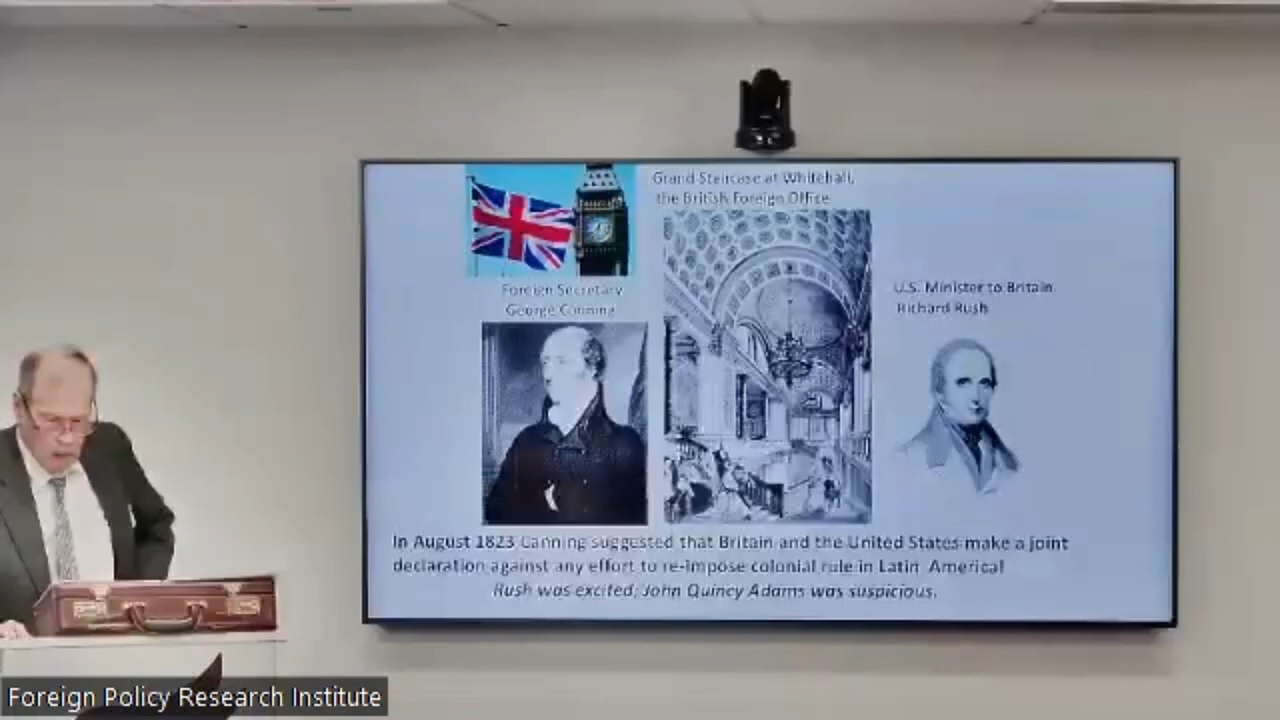 Grand Staircase at Whitehall,
the British Foreign Office
Foreign Secretary
George Canning
U.S. Minister to Britain
Richard Rush
In August 1823 Canning suggested that Britain and the United States make a joint
declaration against any effort to re-impose colonial rule in Latin America!
Rush was excited; John Quincy Adams was suspicious.
Foreign Policy Research Institute